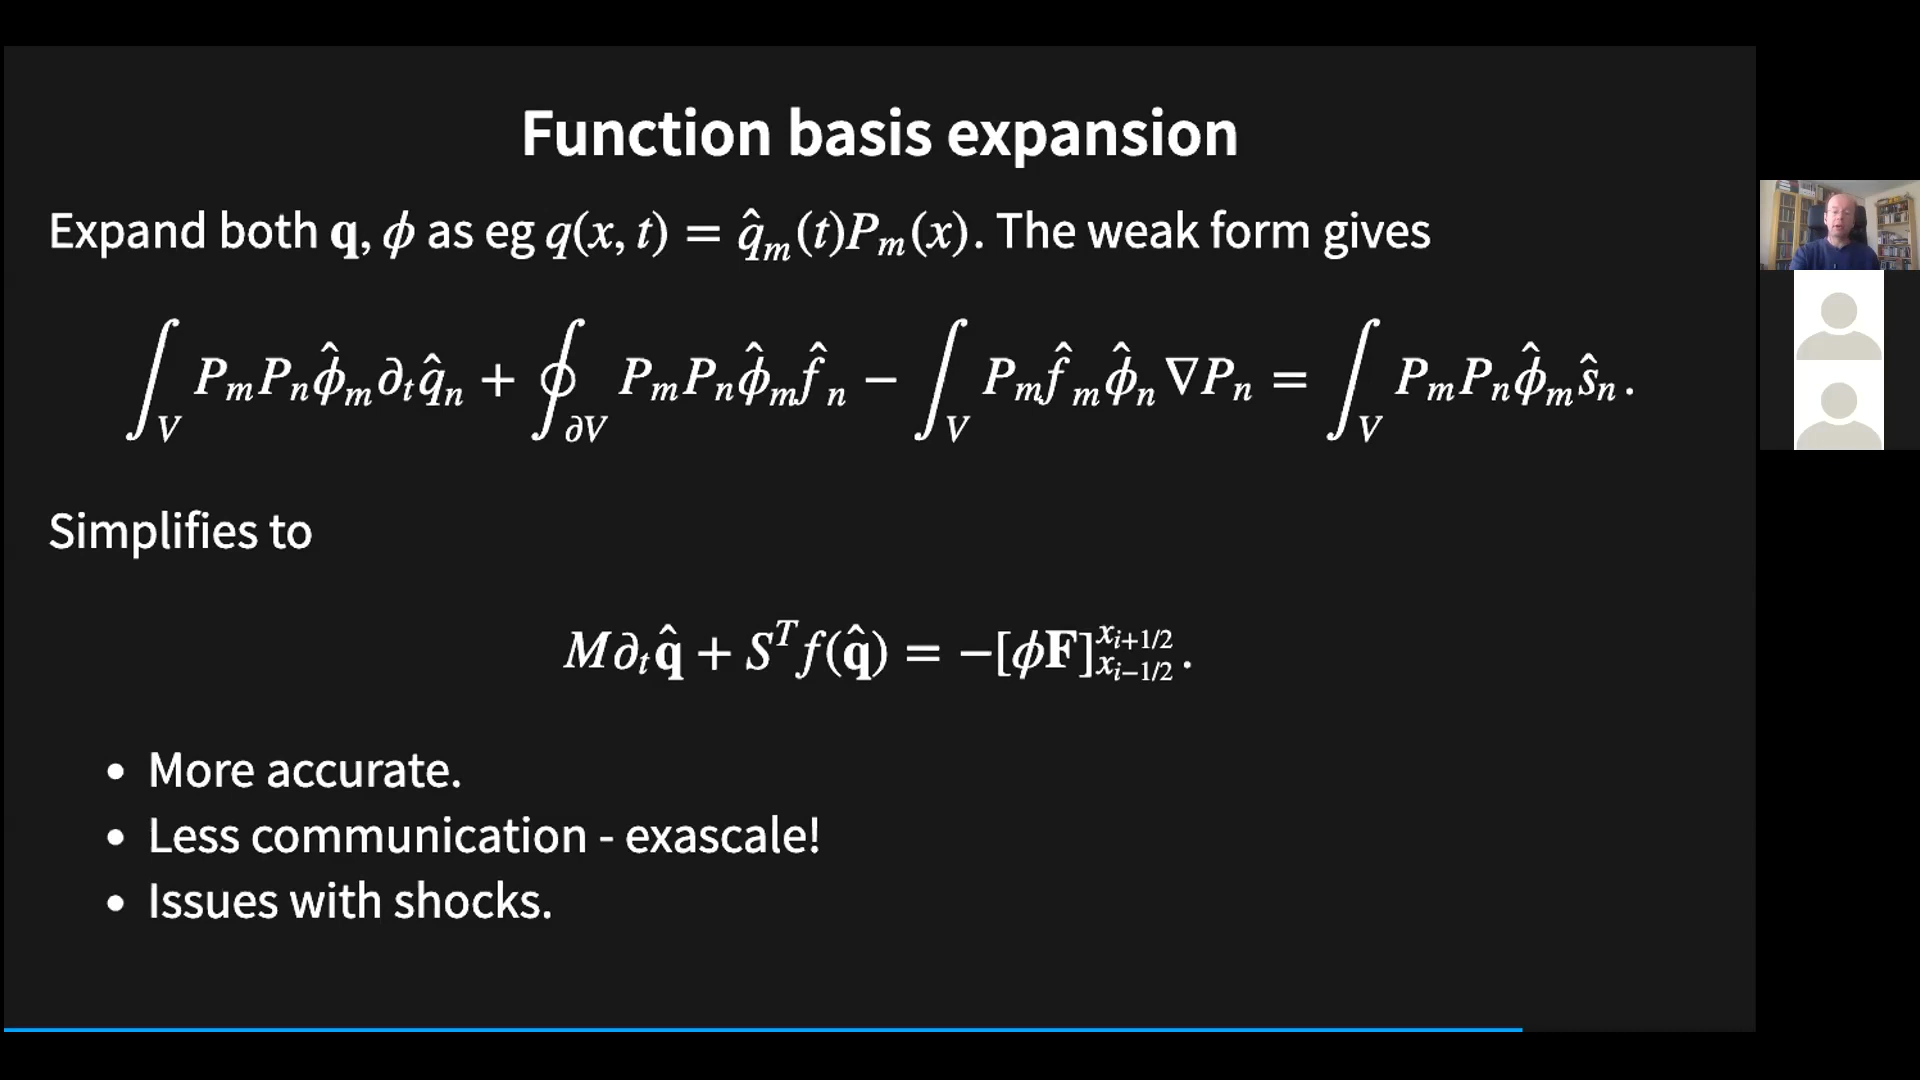 Function basis expansion
Expand both q, ϕ as eg q(x, t) = q̂ₘ(t)Pₘ(x). The weak form gives
∫_V PₘPₙϕ̂ₘ∂ₜq̂ₙ + ∮_∂V PₘPₙϕ̂ₘf̂ₙ − ∫_V Pₘf̂ₘϕ̂ₙ∇Pₙ = ∫_V PₘPₙϕ̂ₘŝₙ.
Simplifies to
M∂ₜq̂ + Sᵀf(q̂) = −[ϕF]_{x_{i−1/2}}^{x_{i+1/2}}.
• More accurate.
• Less communication - exascale!
• Issues with shocks.